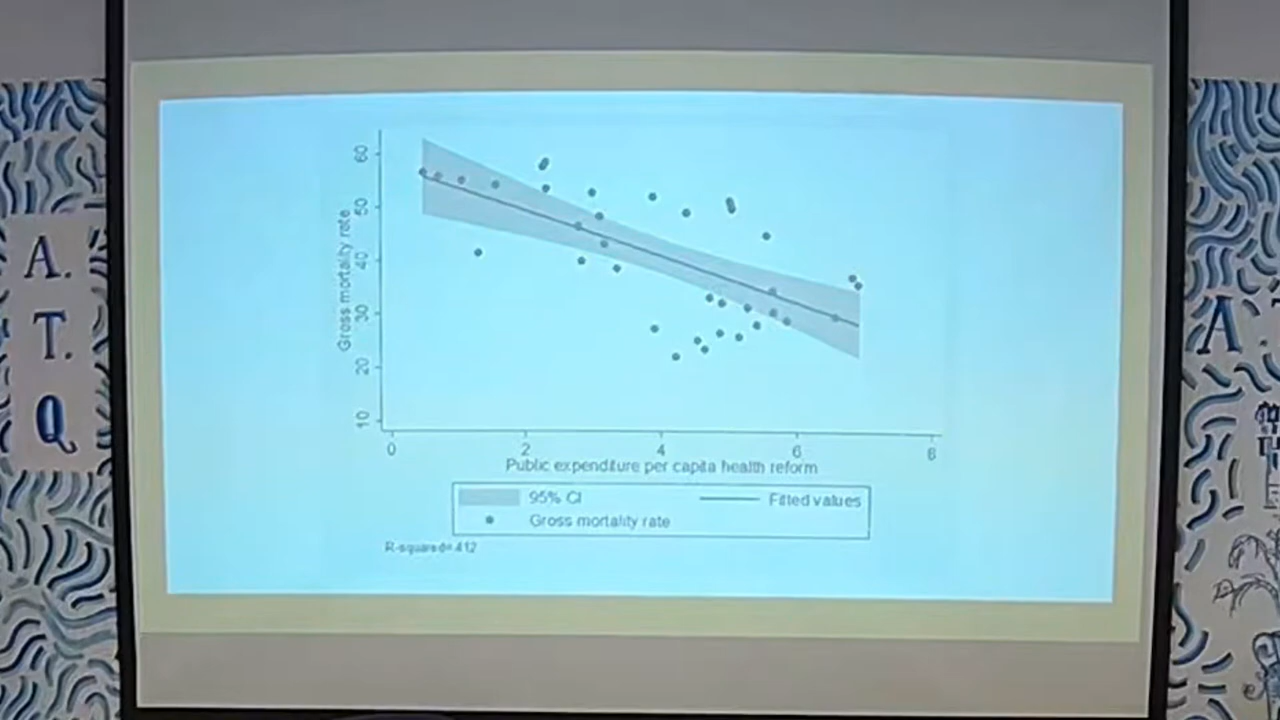 A.
T.
Q
A.
Gross mortality rate
60
50
40
30
20
10
0 2 4 6 8
Public expenditure per capita health reform
95% CI Fitted values
Gross mortality rate
R-squared=.412